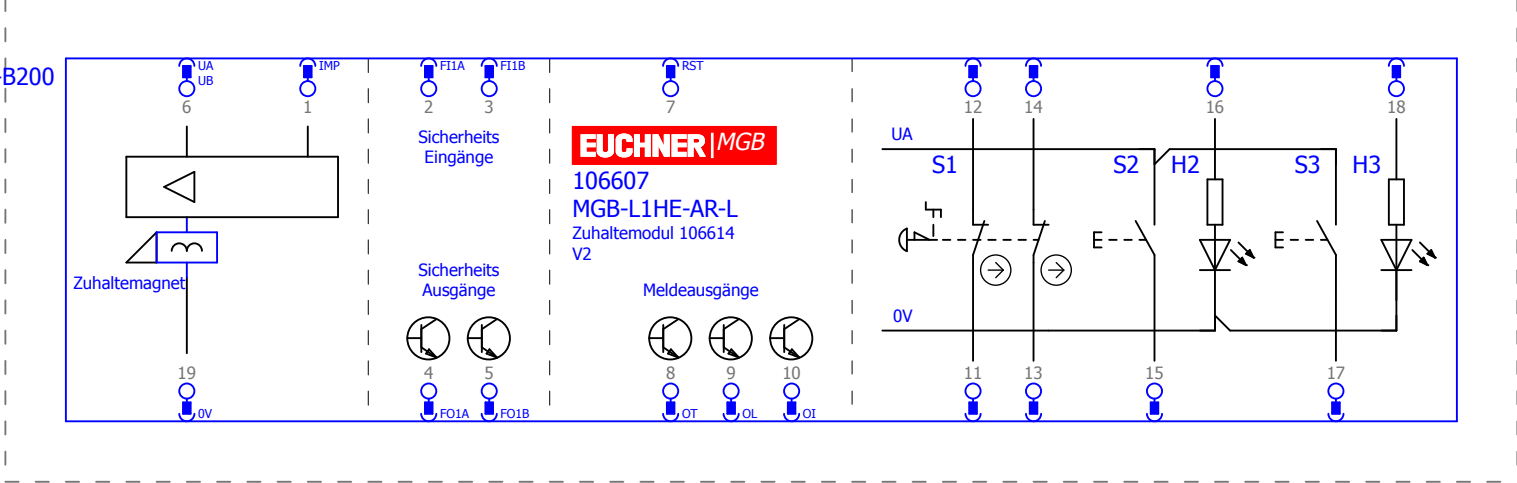 -B200
UA
UB
IMP
FI1A
FI1B
RST
6
1
2
3
7
12
14
16
18
Sicherheits
Eingänge
EUCHNER|MGB
106607
MGB-L1HE-AR-L
Zuhaltemodul 106614
V2
UA
S1
S2
H2
S3
H3
Zuhaltemagnet
Sicherheits
Ausgänge
Meldeausgänge
0V
19
4
5
8
9
10
11
13
15
17
0V
FO1A
FO1B
OT
OL
OI